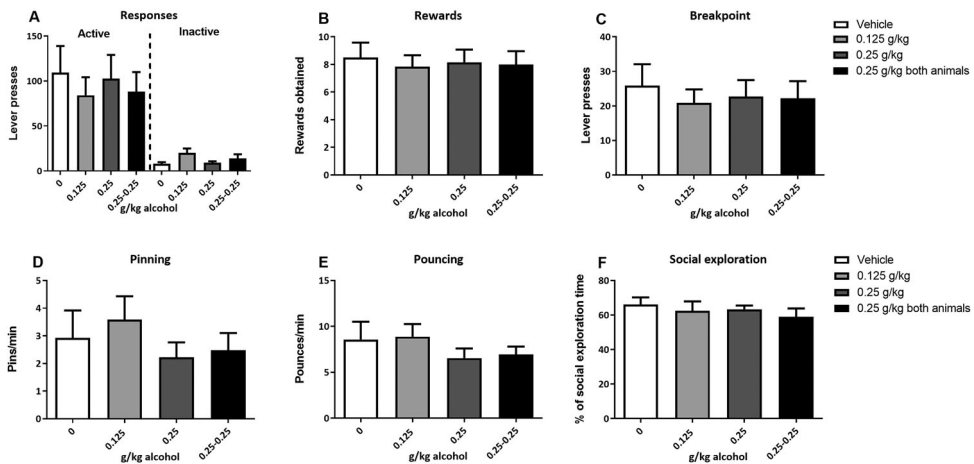 A
Responses
Active
Inactive
Lever presses
150
100
50
0
0
0.125
0.25
0.25-0.25
0
0.125
0.25
0.25-0.25
g/kg alcohol
B
Rewards
Rewards obtained
10
8
6
4
2
0
0
0.125
0.25
0.25-0.25
g/kg alcohol
C
Breakpoint
Lever presses
40
30
20
10
0
0
0.125
0.25
0.25-0.25
g/kg alcohol
Vehicle
0.125 g/kg
0.25 g/kg
0.25 g/kg both animals
D
Pinning
Pins/min
5
4
3
2
1
0
0
0.125
0.25
0.25-0.25
g/kg alcohol
E
Pouncing
Pounces/min
15
10
5
0
0
0.125
0.25
0.25-0.25
g/kg alcohol
F
Social exploration
% of social exploration time
80
60
40
20
0
0
0.125
0.25
0.25-0.25
g/kg alcohol
Vehicle
0.125 g/kg
0.25 g/kg
0.25 g/kg both animals